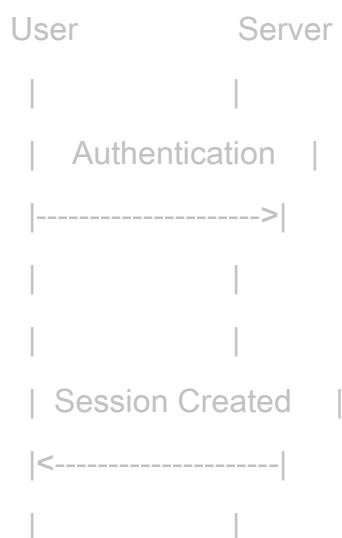 User Server
| |
| Authentication |
|--------------------->|
| |
| |
| Session Created |
|<---------------------|
| |